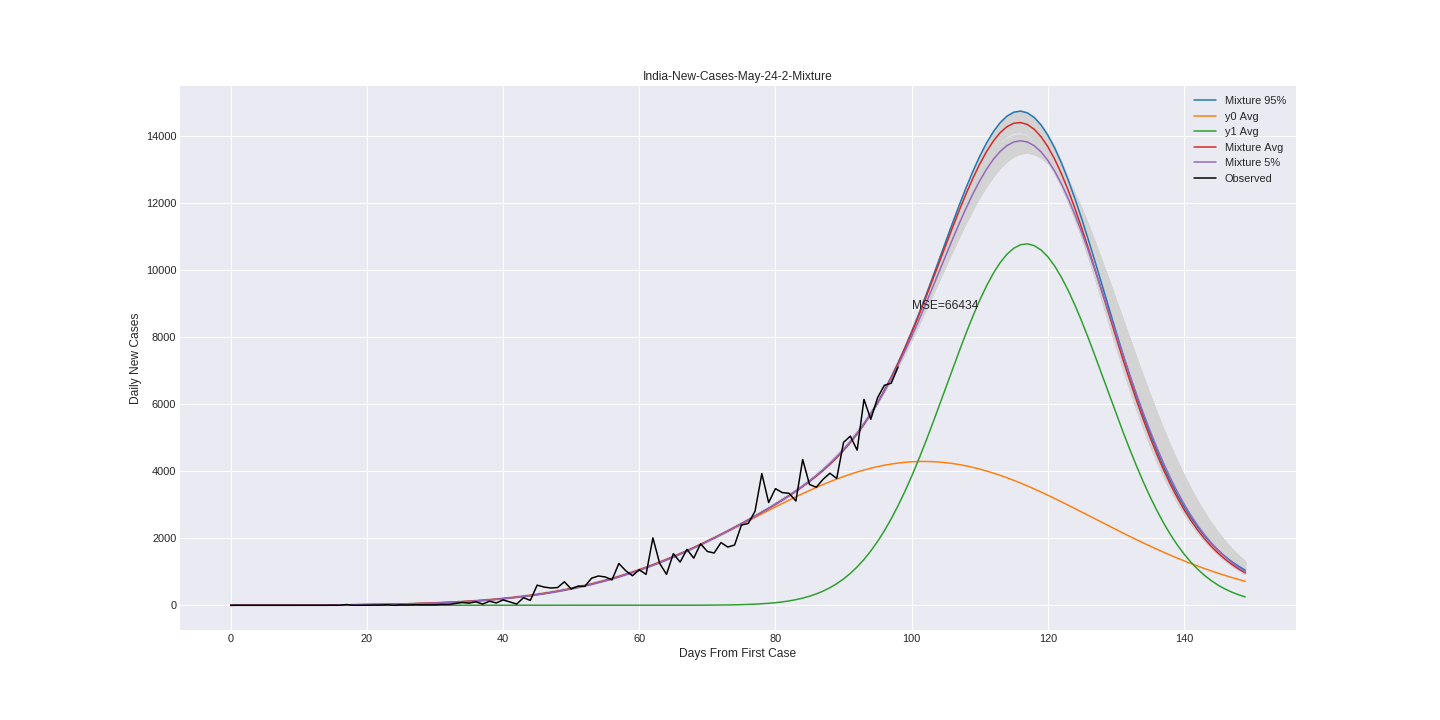 India-New-Cases-May-24-2-Mixture
Mixture 95%
y0 Avg
y1 Avg
Mixture Avg
Mixture 5%
Observed
MSE=66434
Daily New Cases
14000
12000
10000
8000
6000
4000
2000
0
0 20 40 60 80 100 120 140
Days From First Case